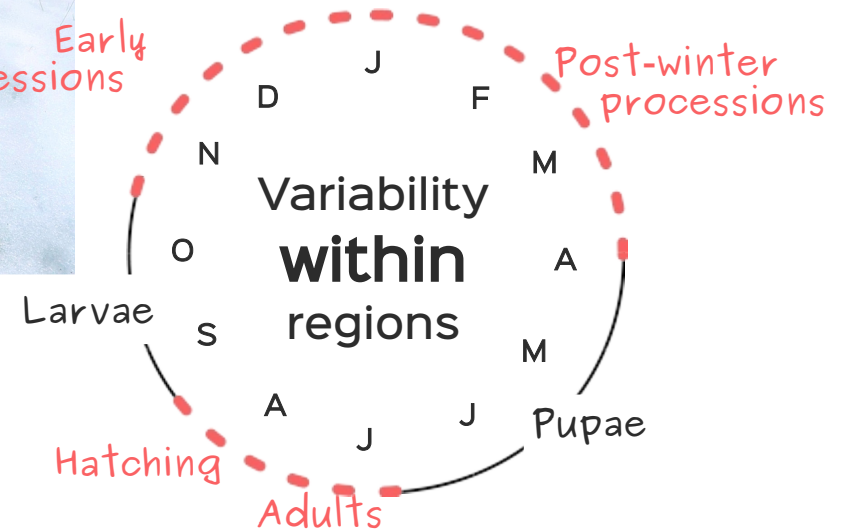 Early
essions
Post-winter
processions
J
F
M
A
M
J
J
A
S
O
N
D
Variability
within
regions
Larvae
Pupae
Hatching
Adults